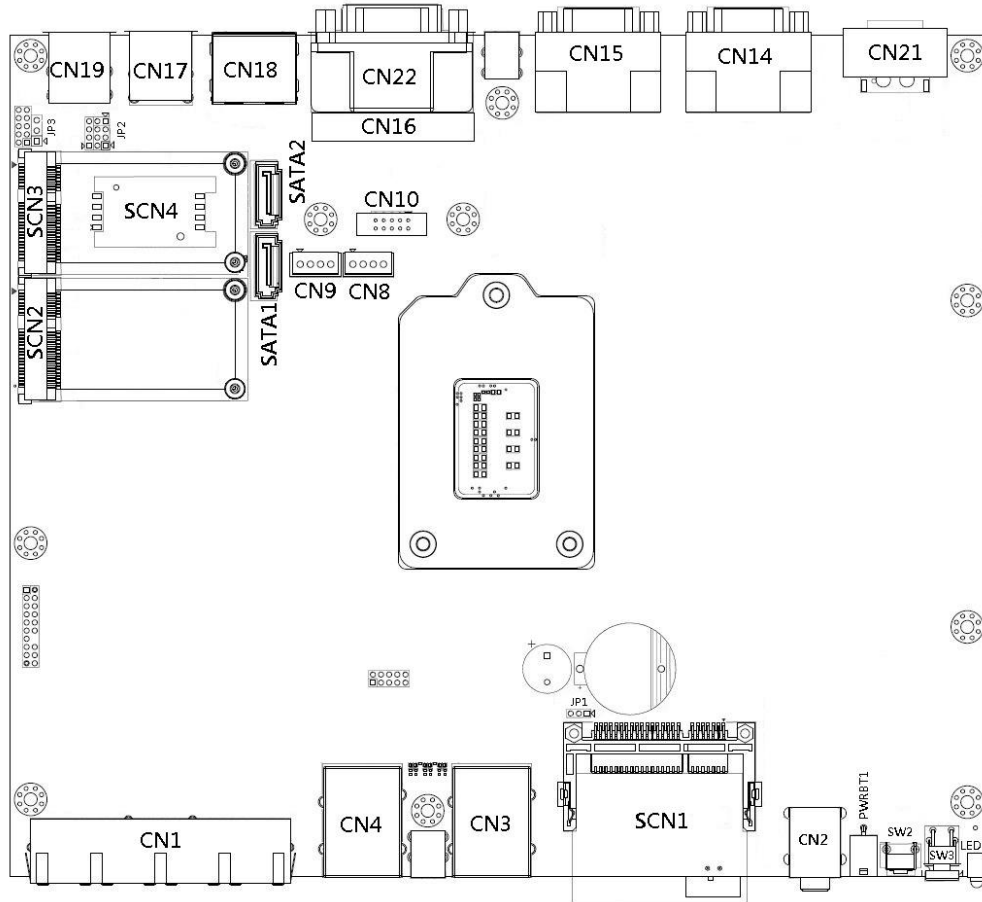 CN19
CN17
CN18
CN22
CN15
CN14
CN21
CN16
JP3
JP2
SCN3
SCN4
SATA2
CN10
SCN2
SATA1
CN9
CN8
+
JP1
CN1
CN4
CN3
SCN1
CN2
PWRBT1
SW2
SW3
LED